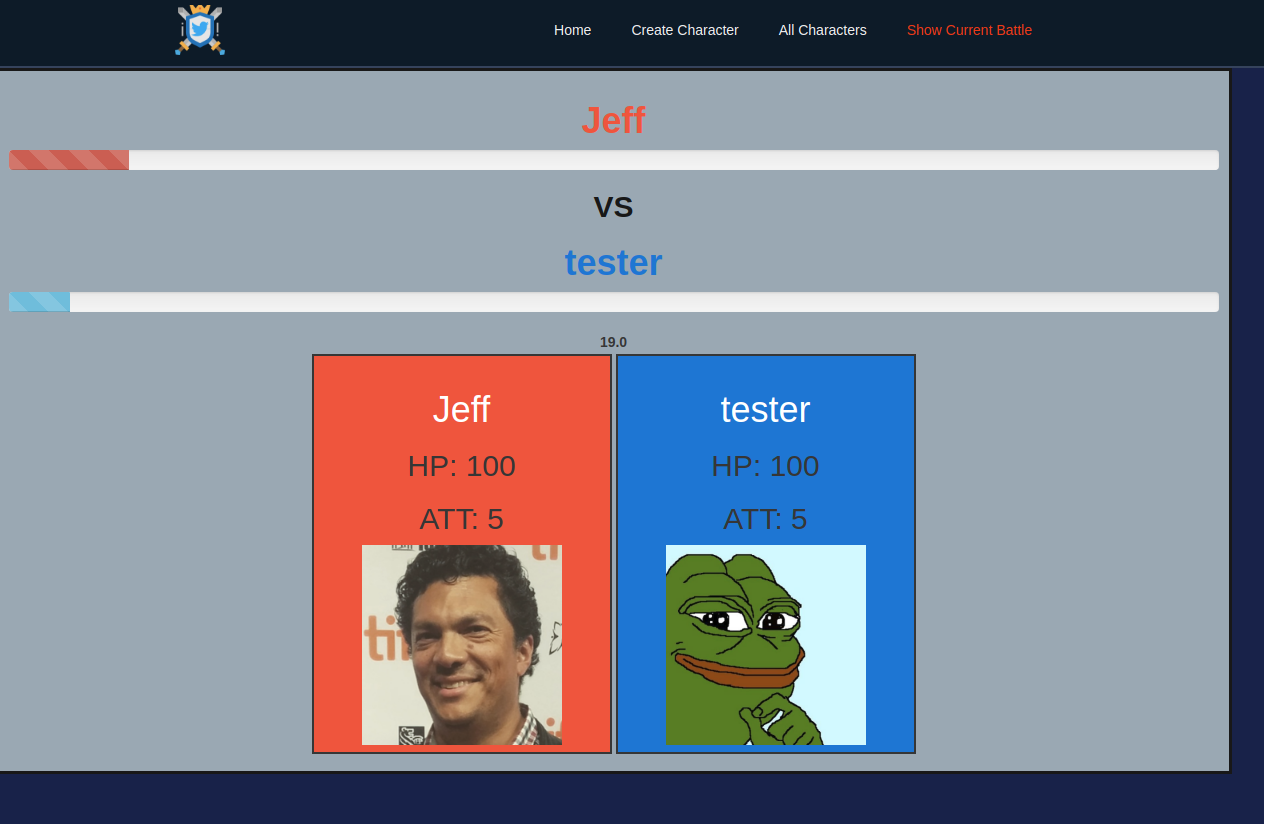 Home Create Character All Characters Show Current Battle
Jeff
VS
tester
19.0
Jeff
HP: 100
ATT: 5
tester
HP: 100
ATT: 5